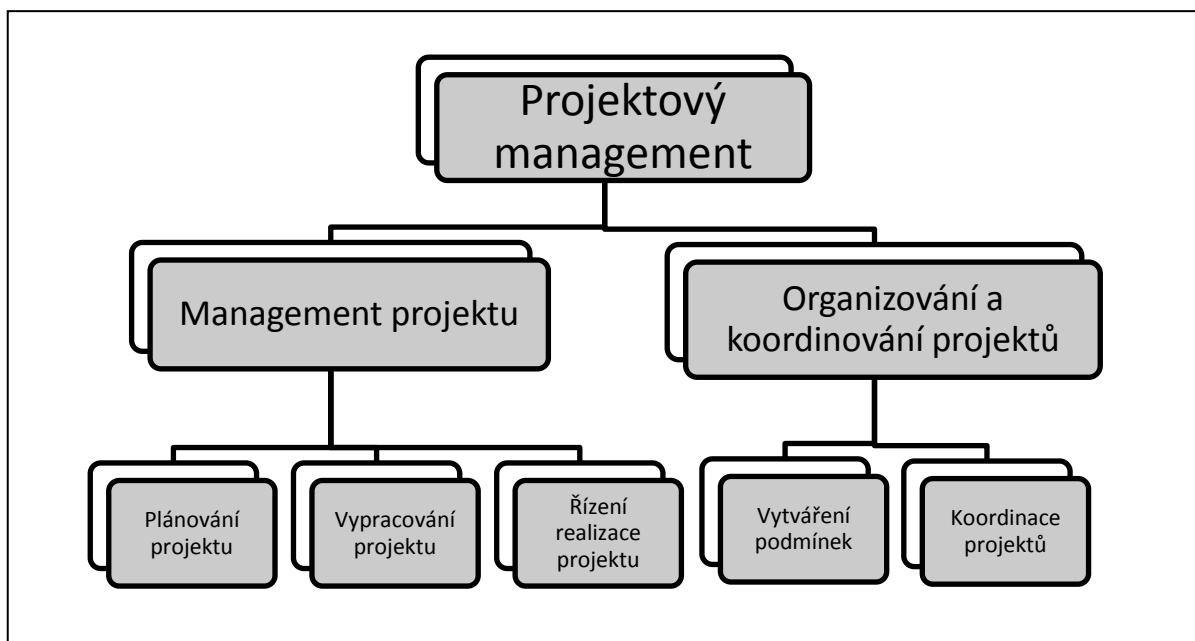 Projektový
management
Management projektu
Organizování a
koordinování projektů
Plánování
projektu
Vypracování
projektu
Řízení
realizace
projektu
Vytváření
podmínek
Koordinace
projektů